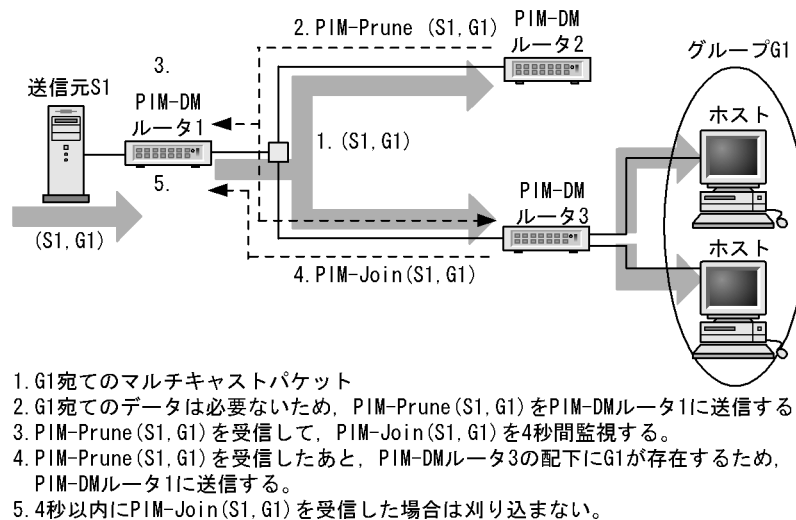 2.PIM-Prune (S1,G1)
PIM-DM
ルータ2
グループG1
3.
送信元S1
PIM-DM
ルータ1
ホスト
1.(S1,G1)
5.
PIM-DM
ルータ3
(S1,G1)
ホスト
4.PIM-Join(S1,G1)
1.G1宛てのマルチキャストパケット
2.G1宛てのデータは必要ないため，PIM-Prune(S1,G1)をPIM-DMルータ1に送信する
3.PIM-Prune(S1,G1)を受信して，PIM-Join(S1,G1)を4秒間監視する。
4.PIM-Prune(S1,G1)を受信したあと，PIM-DMルータ3の配下にG1が存在するため，
PIM-DMルータ1に送信する。
5.4秒以内にPIM-Join(S1,G1)を受信した場合は刈り込まない。